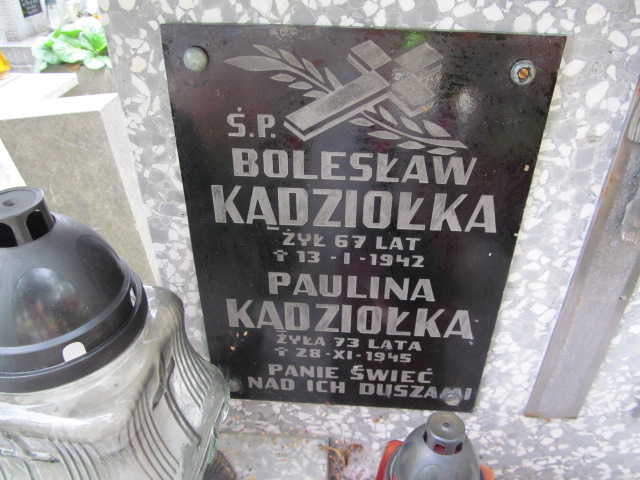 Ś.P.
BOLESŁAW
KĄDZIOŁKA
ŻYŁ 67 LAT
† 13-I-1942
PAULINA
KĄDZIOŁKA
ŻYŁA 73 LATA
† 28-XI-1945
PANIE ŚWIEĆ
NAD ICH DUSZAMI